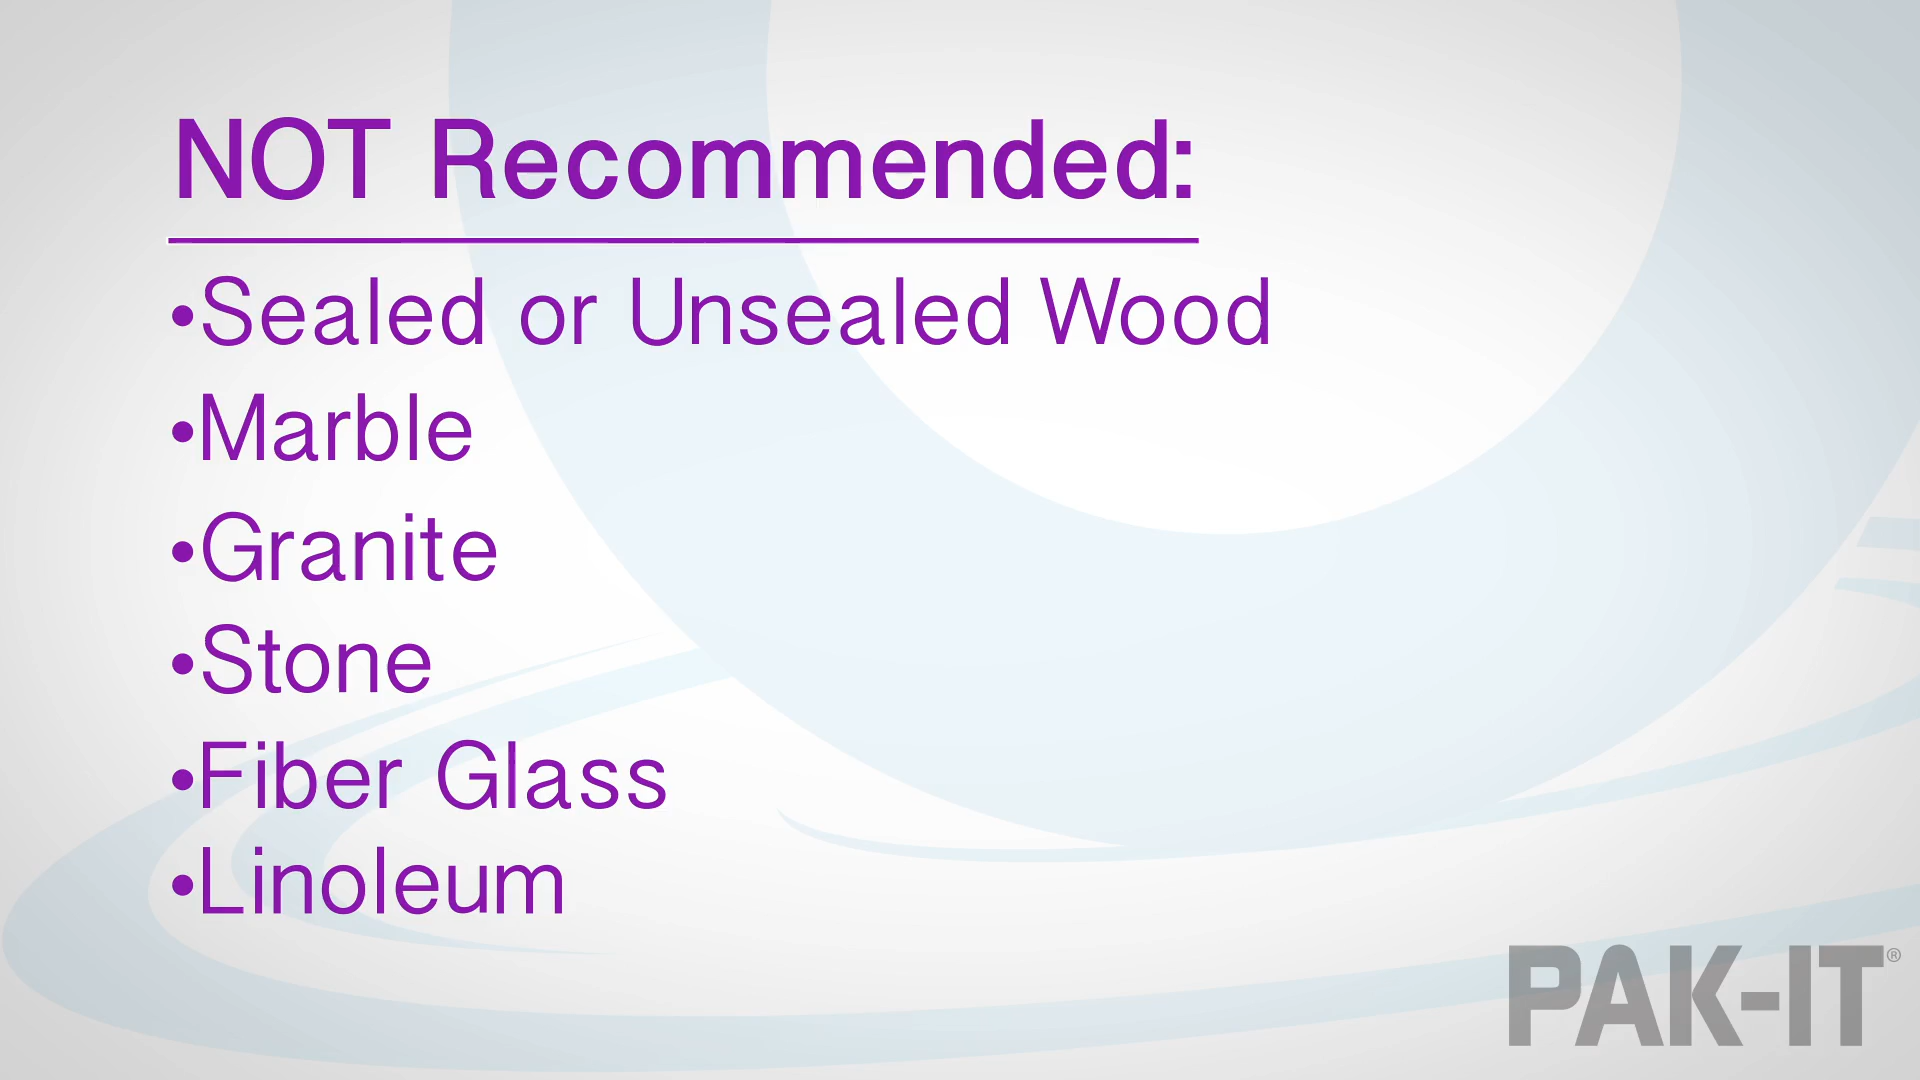 NOT Recommended:
•Sealed or Unsealed Wood
•Marble
•Granite
•Stone
•Fiber Glass
•Linoleum
PAK-IT®